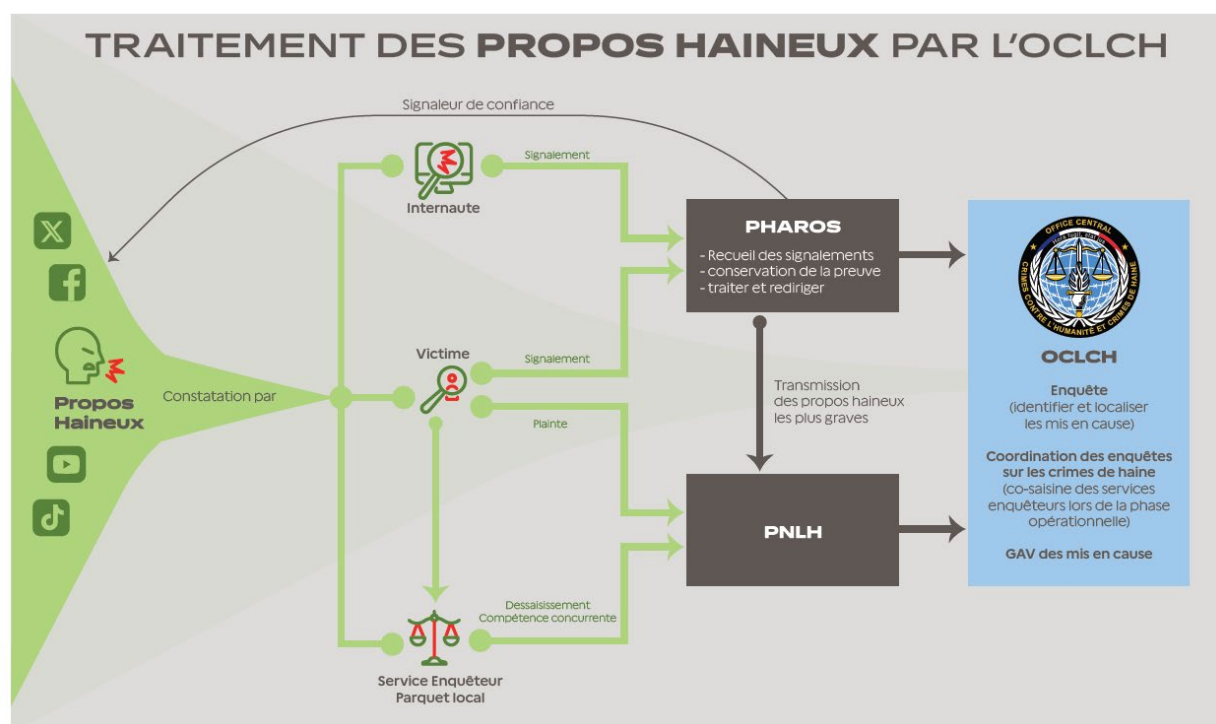 TRAITEMENT DES PROPOS HAINEUX PAR L'OCLCH
Signaleur de confiance
Signalement
Internaute
PHAROS
- Recueil des signalements
- conservation de la preuve
- traiter et rediriger
OFFICE CENTRAL
CRIMES CONTRE L'HUMANITÉ ET CRIMES DE HAINE
OCLCH
Enquête
(identifier et localiser
les mis en cause)
Coordination des enquêtes
sur les crimes de haine
(co-saisine des services
enquêteurs lors de la phase
opérationnelle)
GAV des mis en cause
Propos
Haineux
Constatation par
Victime
Signalement
Plainte
Transmission
des propos haineux
les plus graves
PNLH
Dessaisissement
Compétence concurrente
Service Enquêteur
Parquet local